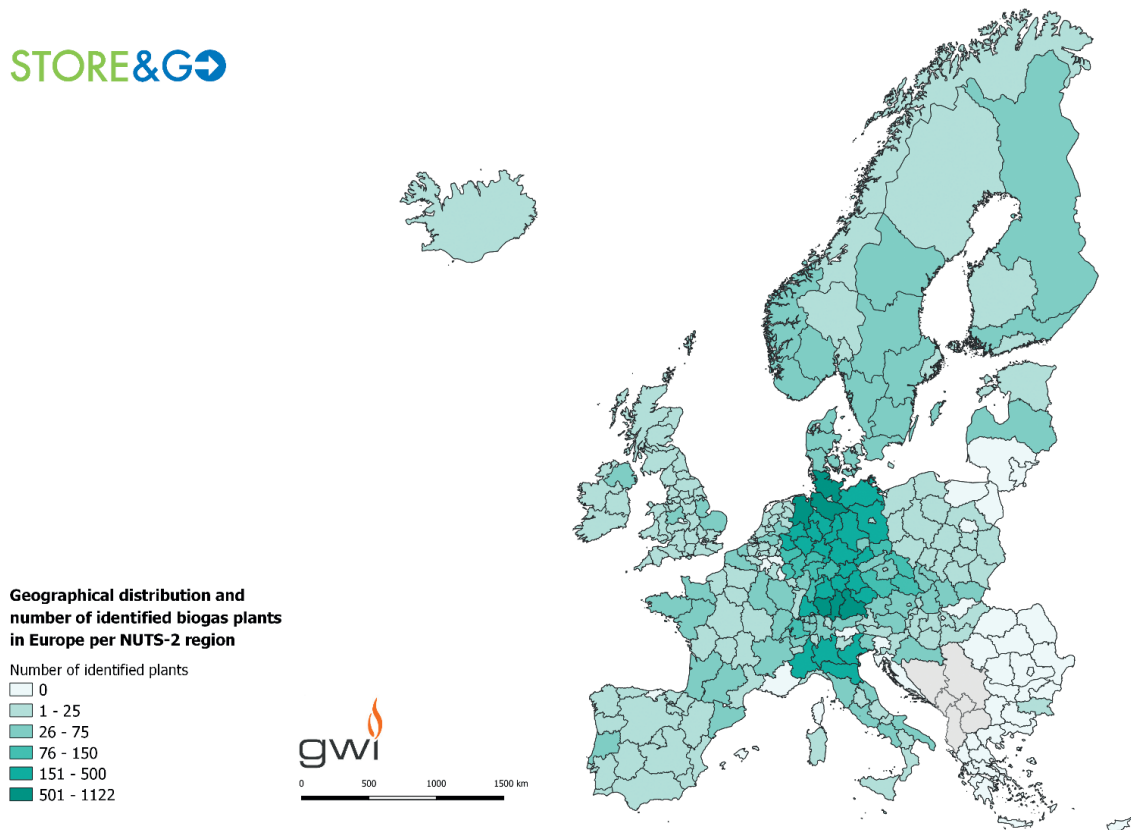 STORE&GO
Geographical distribution and
number of identified biogas plants
in Europe per NUTS-2 region
Number of identified plants
0
1 - 25
26 - 75
76 - 150
151 - 500
501 - 1122
gwi
0 500 1000 1500 km